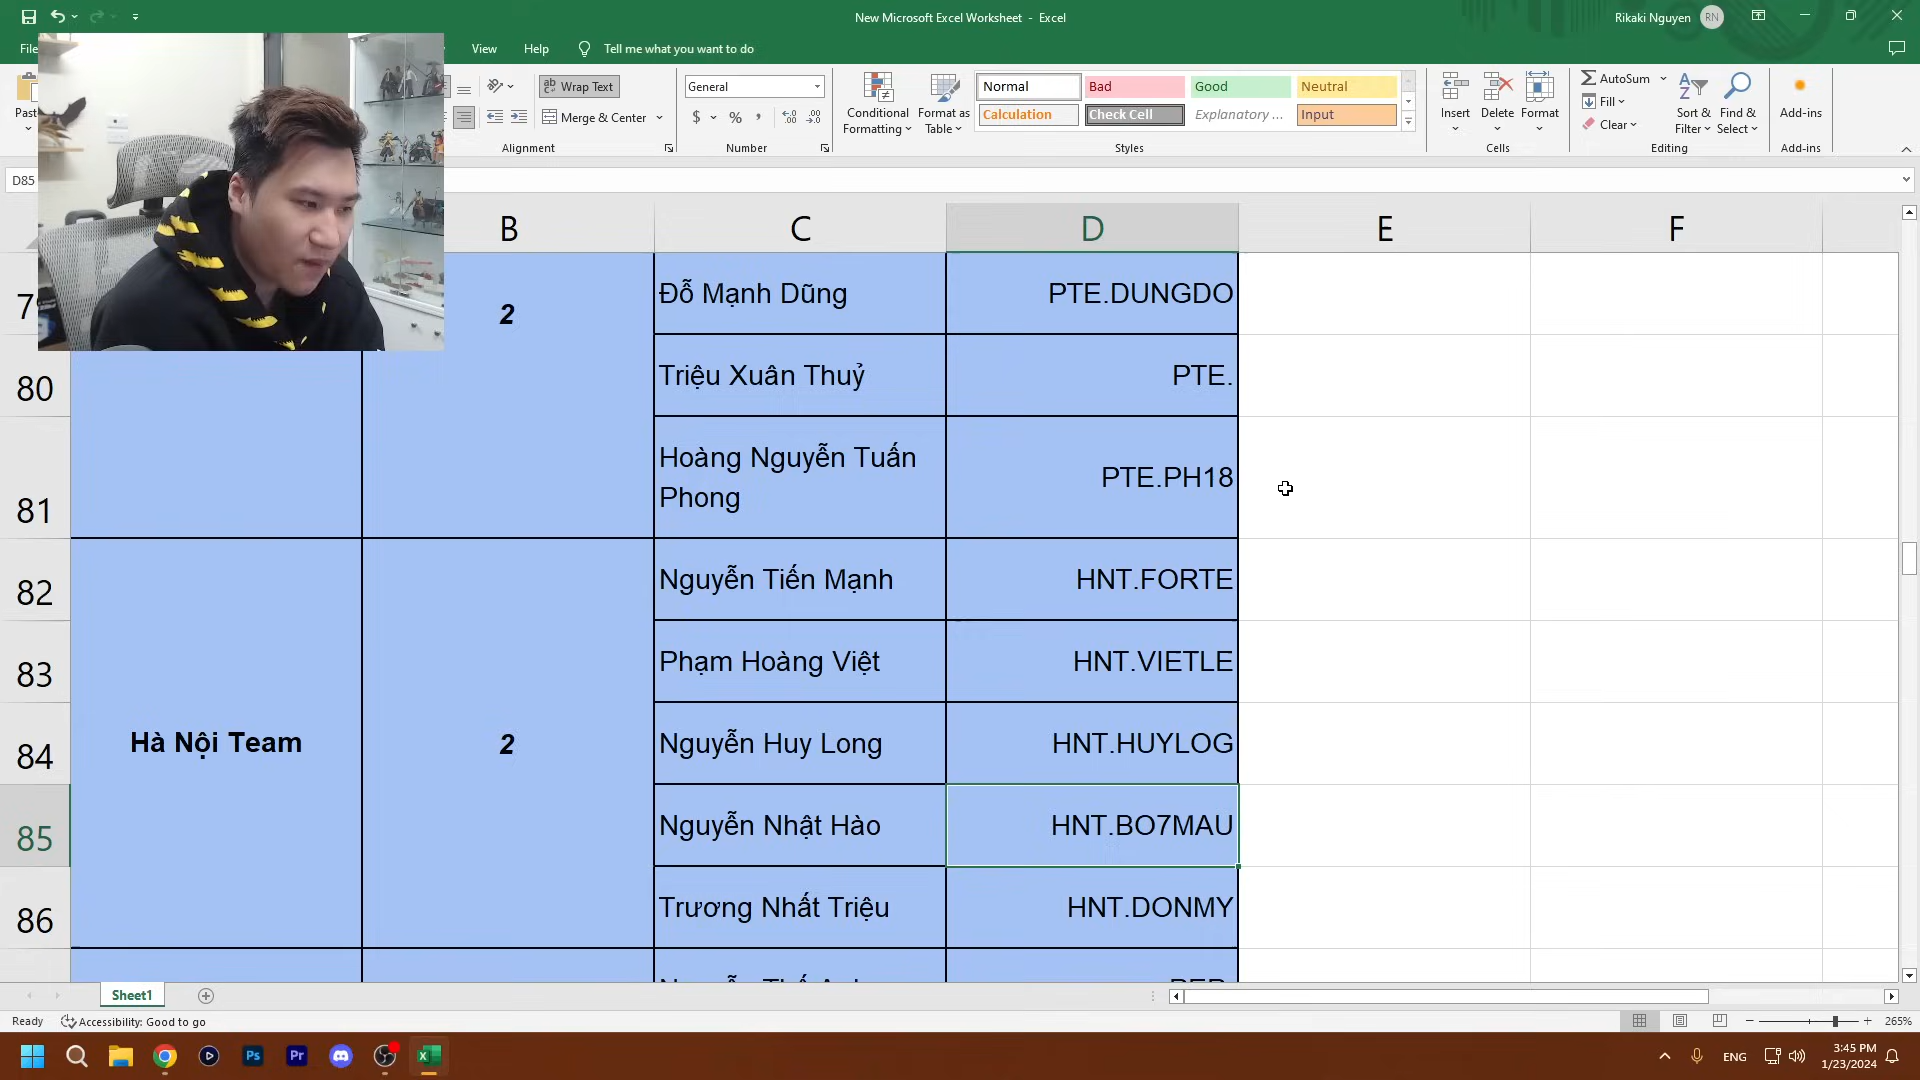 New Microsoft Excel Worksheet - Excel
Rikaki Nguyen
RN
View
Help
Tell me what you want to do
Wrap Text
Merge & Center
General
$ % ,
Conditional Formatting
Format as Table
Normal
Bad
Good
Neutral
Calculation
Check Cell
Explanatory ...
Input
Insert
Delete
Format
AutoSum
Fill
Clear
Sort & Filter
Find & Select
Add-ins
Alignment
Number
Styles
Cells
Editing
Add-ins
D85
B
C
D
E
F
2
Đỗ Mạnh Dũng
PTE.DUNGDO
80
Triệu Xuân Thuỷ
PTE.
81
Hoàng Nguyễn Tuấn
Phong
PTE.PH18
82
Nguyễn Tiến Mạnh
HNT.FORTE
83
Phạm Hoàng Việt
HNT.VIETLE
Hà Nội Team
2
84
Nguyễn Huy Long
HNT.HUYLOG
85
Nguyễn Nhật Hào
HNT.BO7MAU
86
Trương Nhất Triệu
HNT.DONMY
Sheet1
Ready
Accessibility: Good to go
265%
Ps
Pr
ENG
3:45 PM
1/23/2024